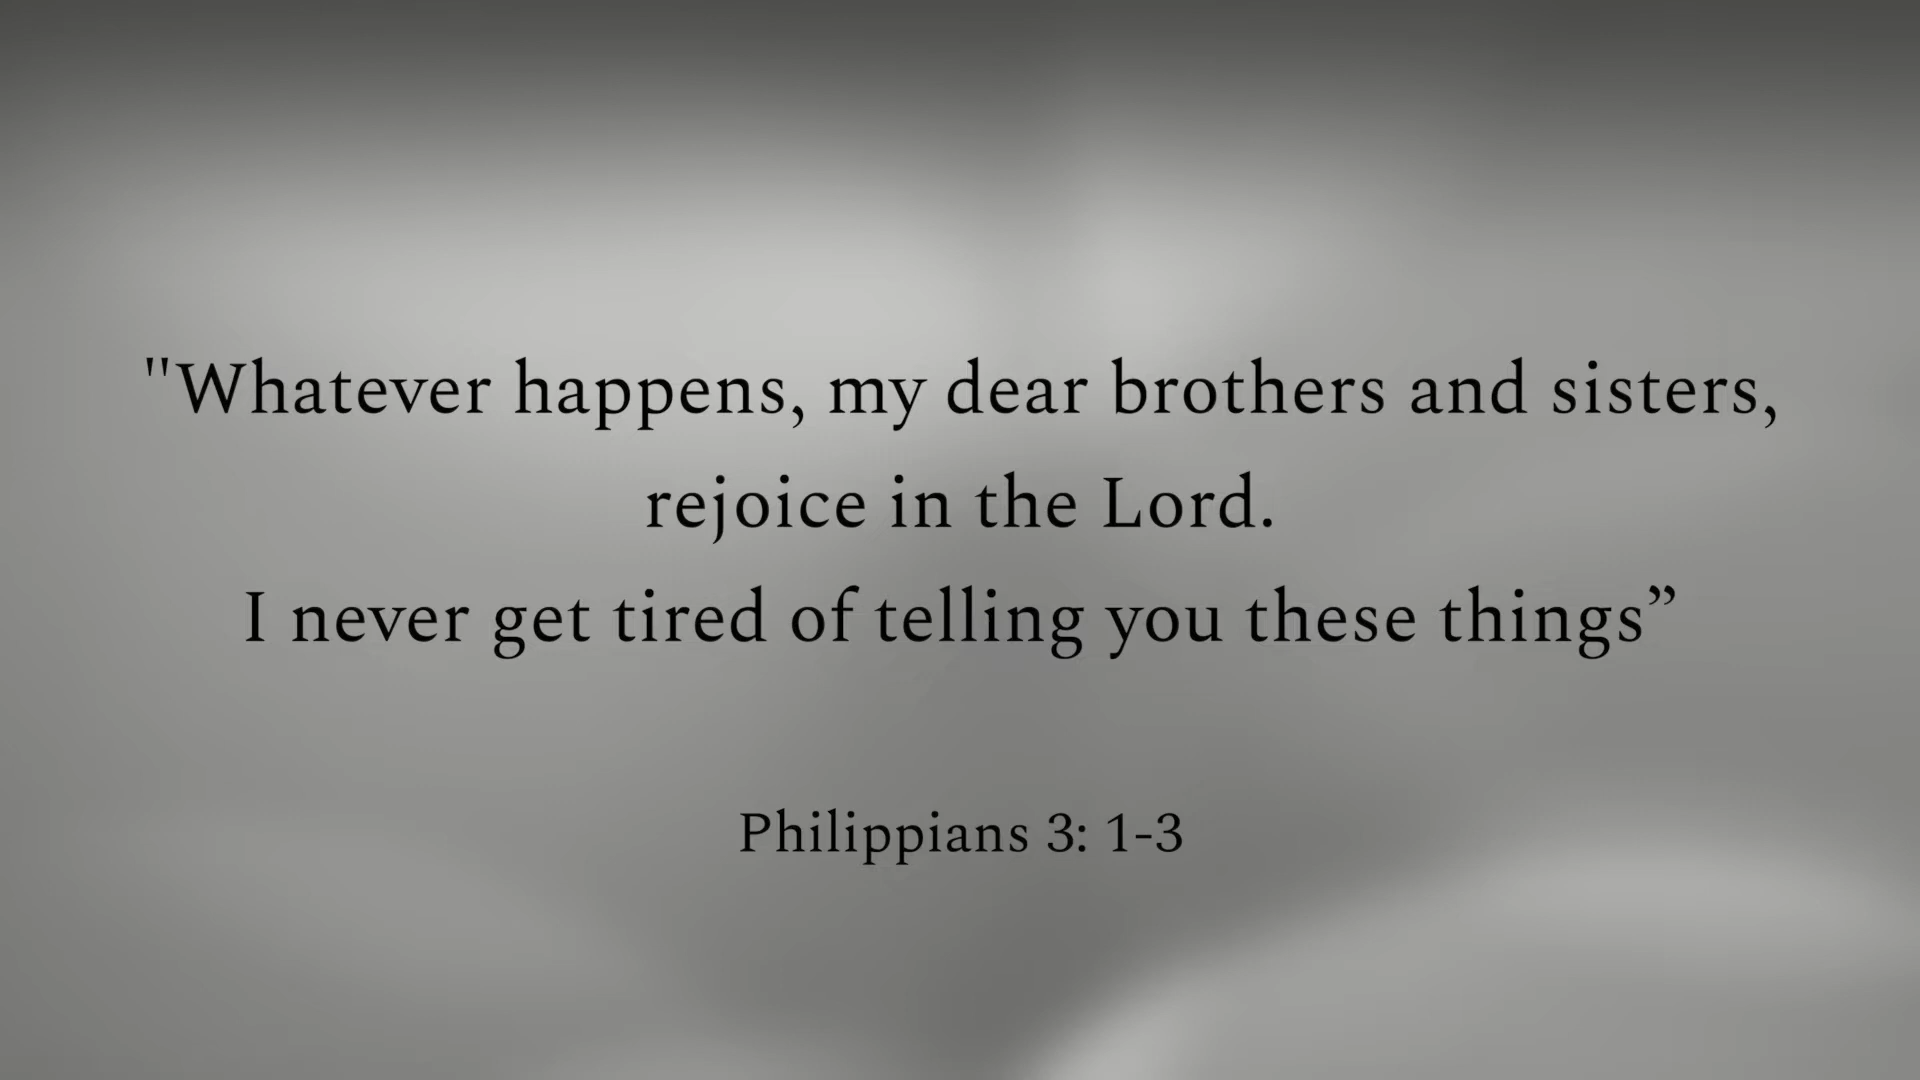 "Whatever happens, my dear brothers and sisters,
rejoice in the Lord.
I never get tired of telling you these things”
Philippians 3: 1-3